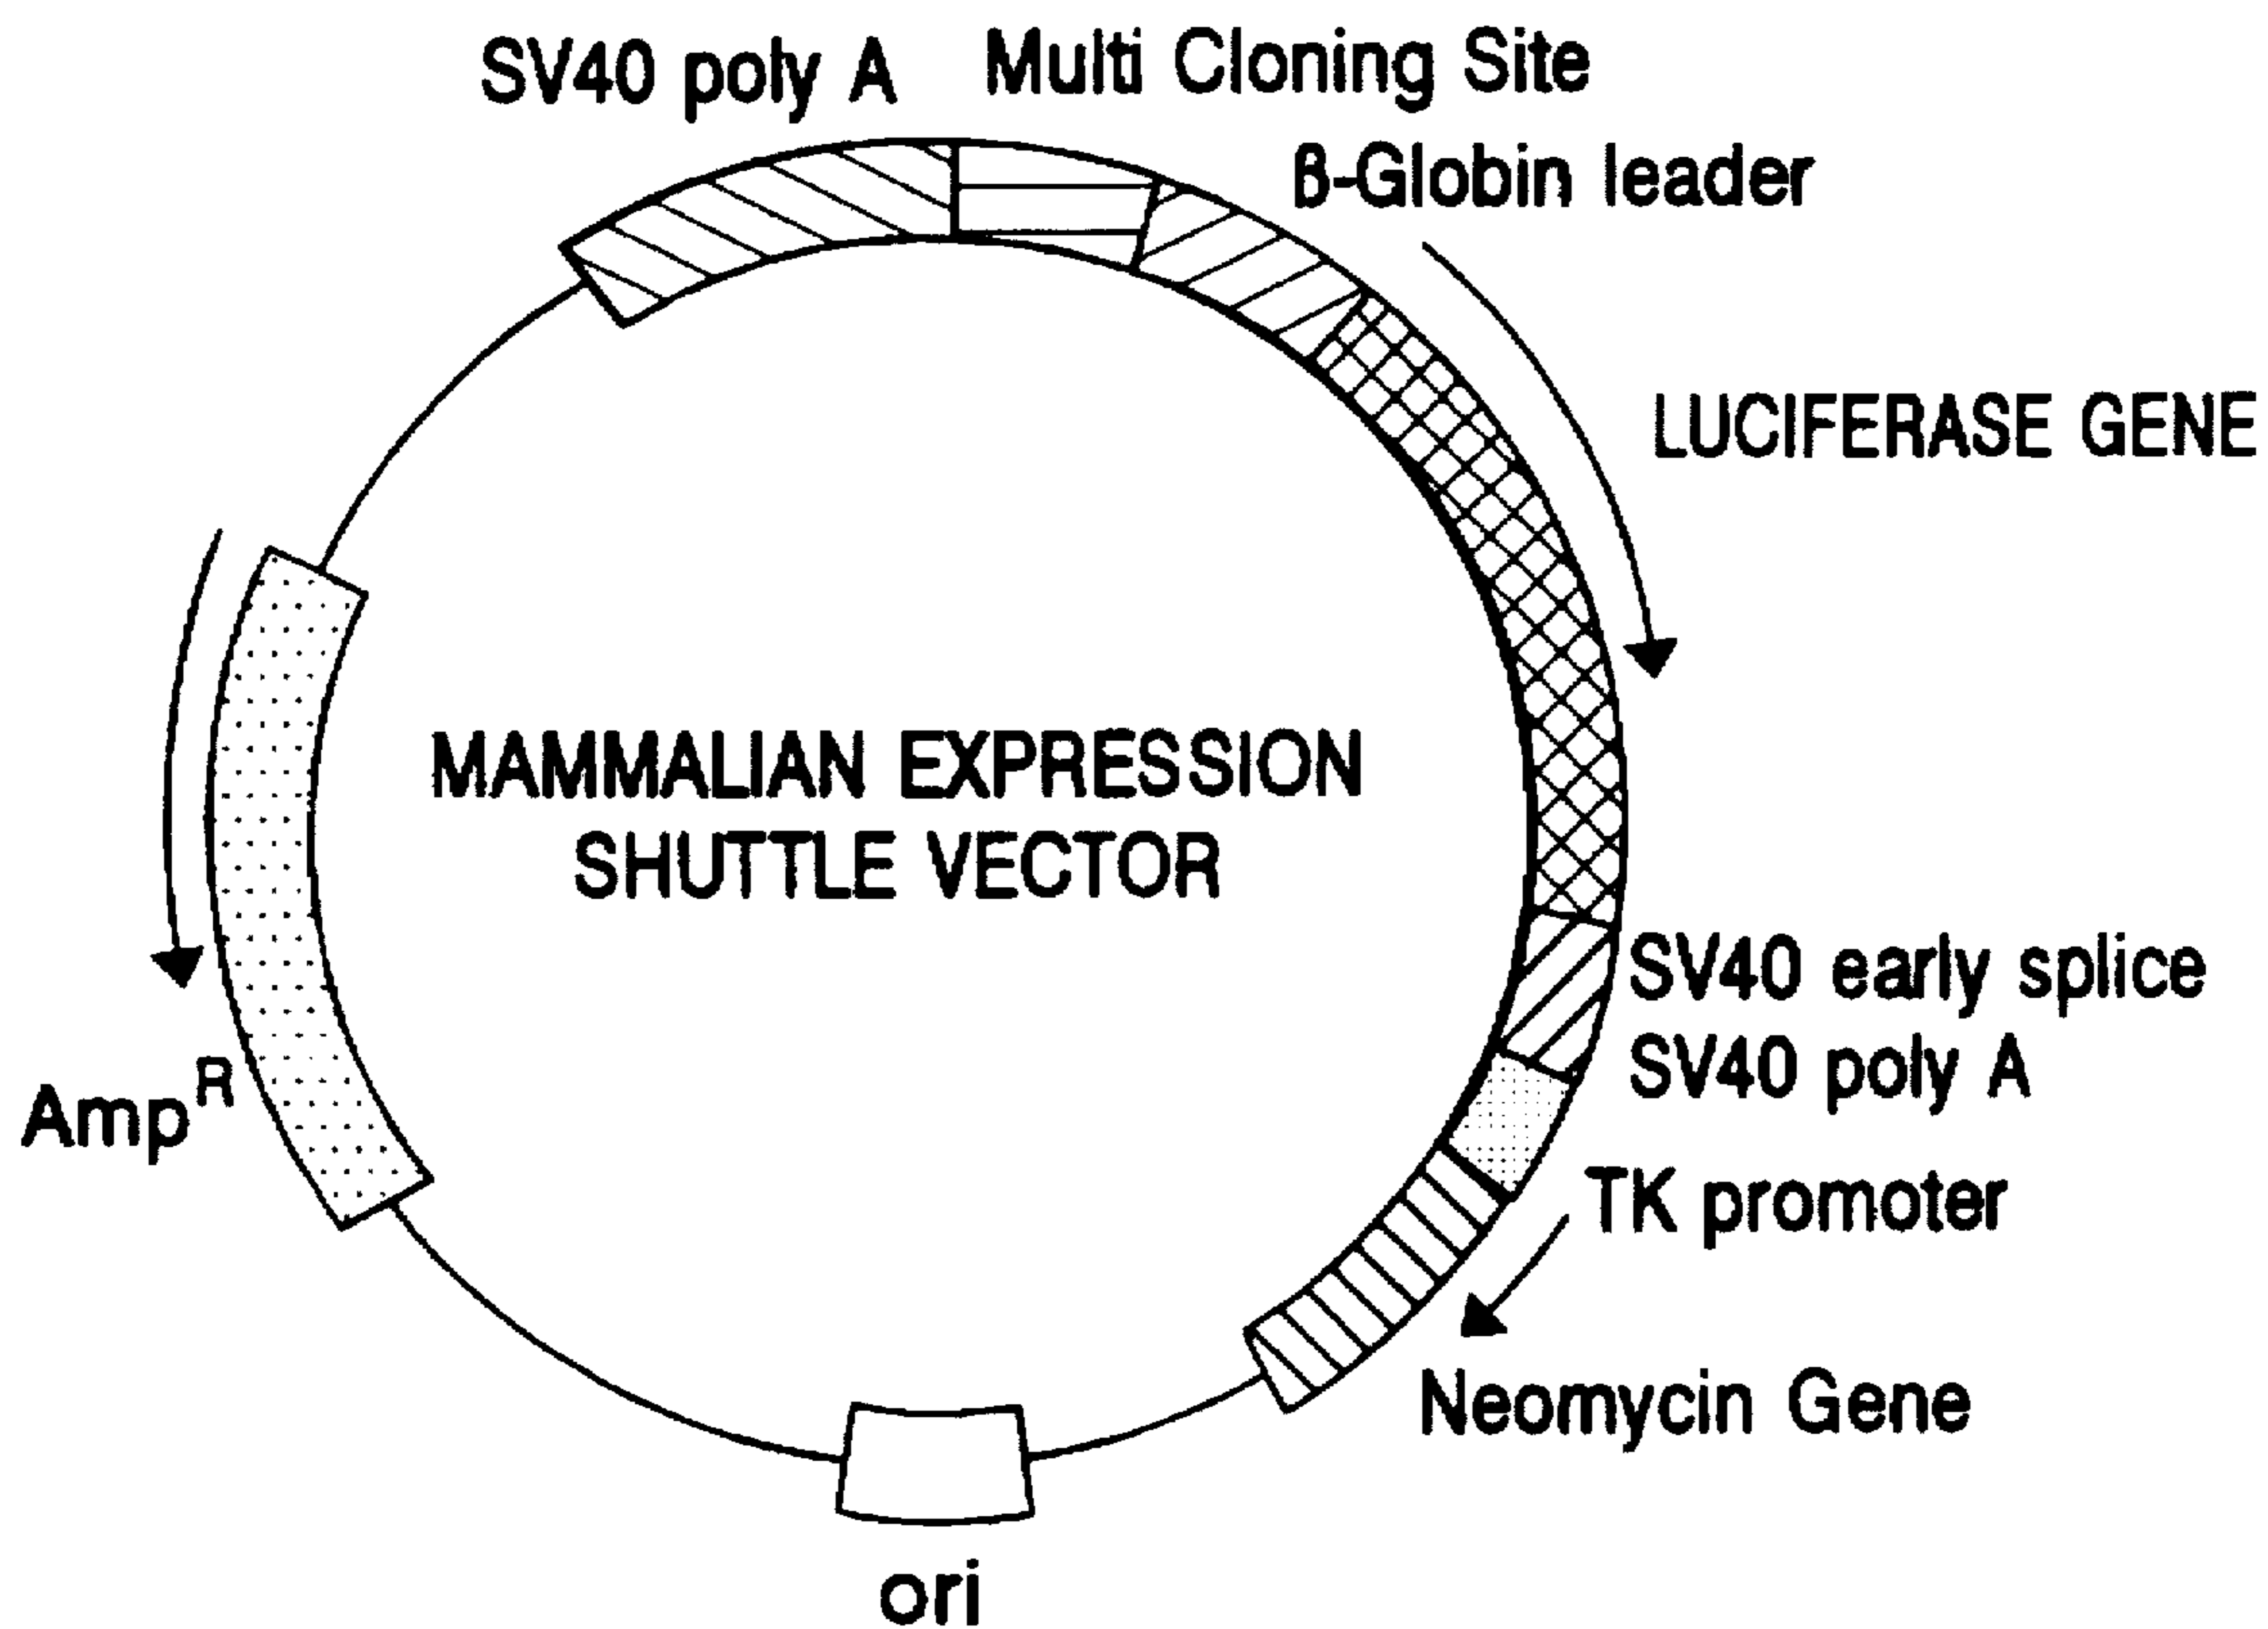 SV40 poly A
Multi Cloning Site
β-Globin leader
LUCIFERASE GENE
MAMMALIAN EXPRESSION
SHUTTLE VECTOR
SV40 early splice
SV40 poly A
Amp^R
TK promoter
Neomycin Gene
ori